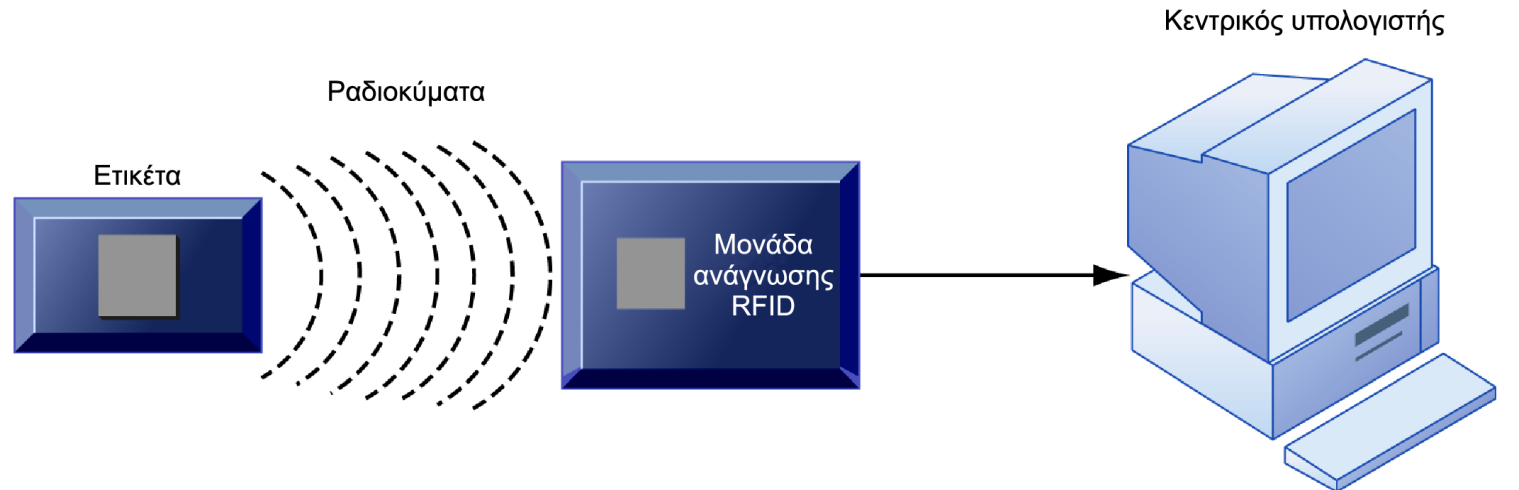 Κεντρικός υπολογιστής
Ραδιοκύματα
Ετικέτα
Μονάδα
ανάγνωσης
RFID